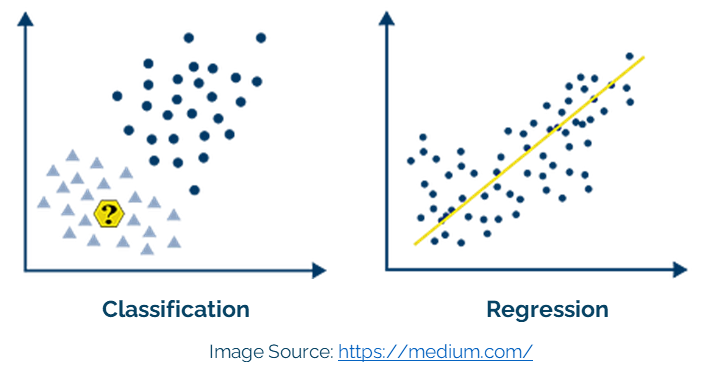 ?
Classification
Regression
Image Source: https://medium.com/